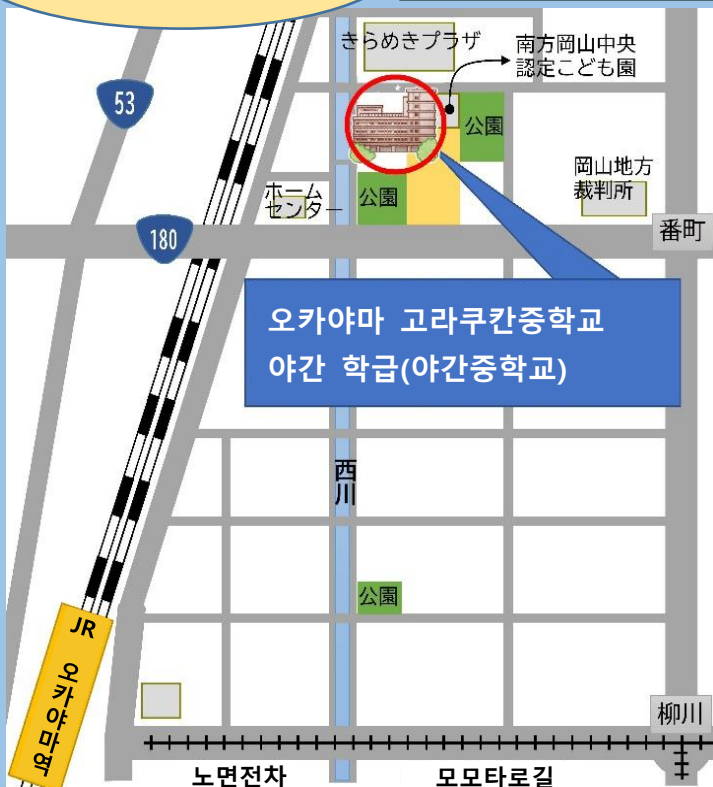 きらめきプラザ
南方岡山中央
認定こども園
53
公園
岡山地方
裁判所
ホーム
センター
公園
180
番町
오카야마 고라쿠칸중학교
야간 학급(야간중학교)
西川
公園
JR
오카야마역
柳川
노면전차
모모타로길